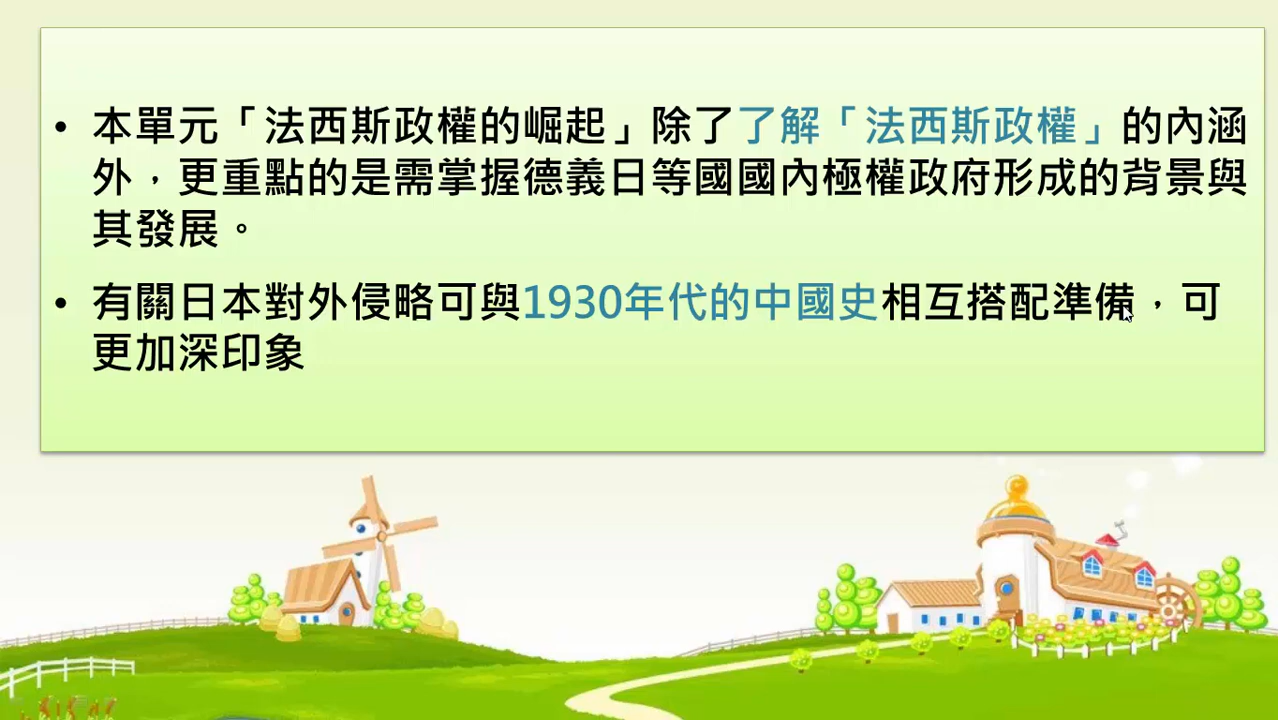 • 本單元「法西斯政權的崛起」除了了解「法西斯政權」的內涵
外，更重點的是需掌握德義日等國國內極權政府形成的背景與
其發展。
• 有關日本對外侵略可與1930年代的中國史相互搭配準備，可
更加深印象